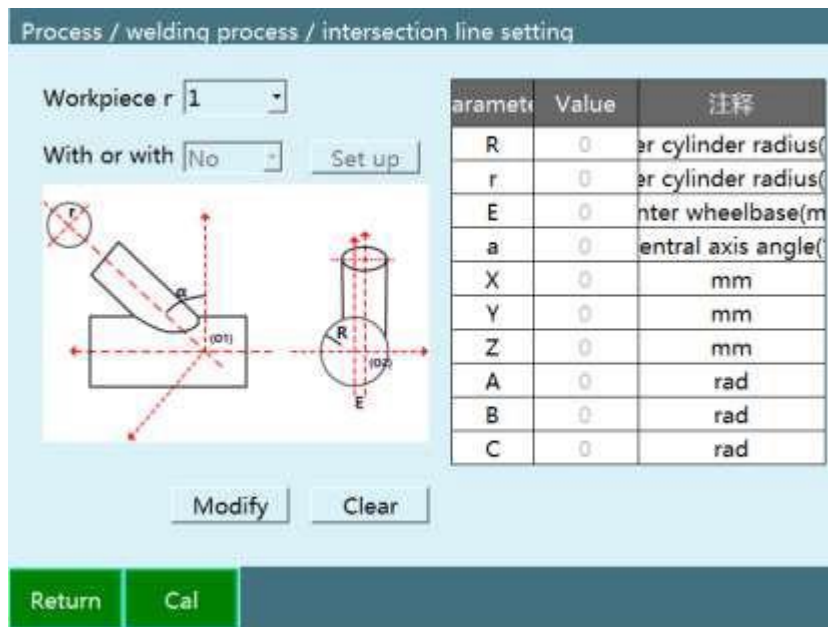 Process / welding process / intersection line setting
Workpiece r 1
With or with No Set up
r
α
(O1)
R
(O2)
E
Modify Clear
aramete Value 注释
R 0 er cylinder radius(
r 0 er cylinder radius(
E 0 nter wheelbase(m
a 0 entral axis angle(
X 0 mm
Y 0 mm
Z 0 mm
A 0 rad
B 0 rad
C 0 rad
Return Cal